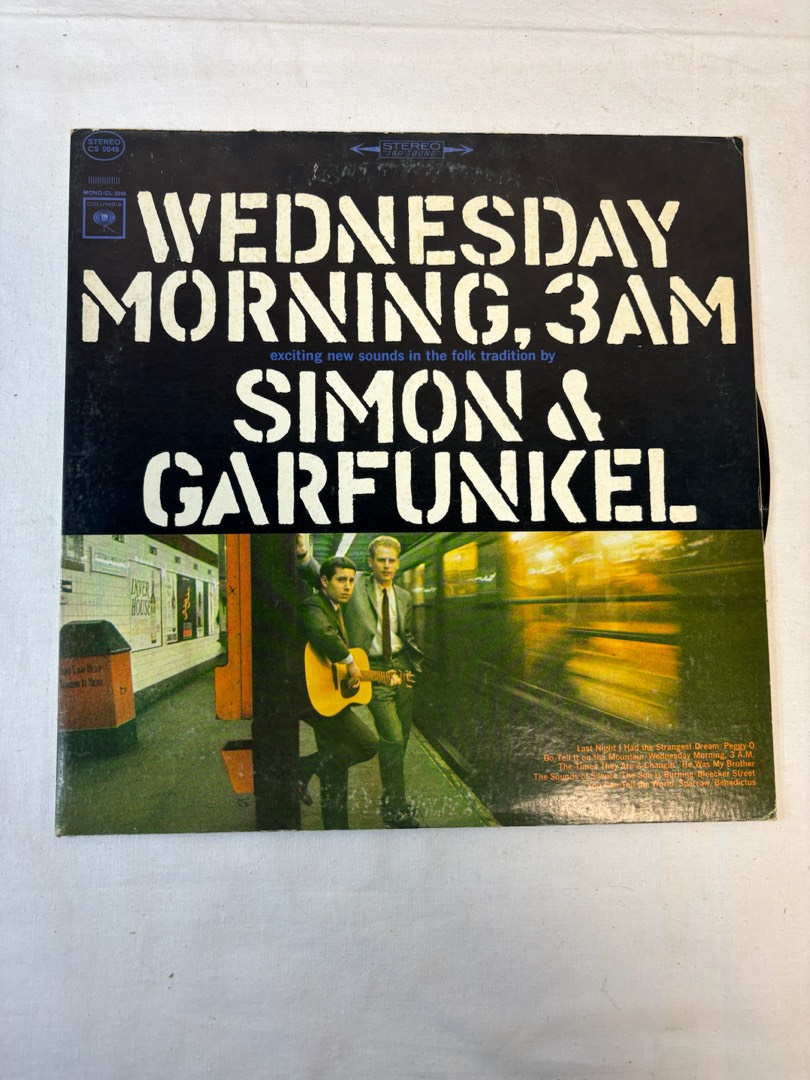 STEREO
CS 9049
STEREO
"360 SOUND"
MONO-CL 2249
COLUMBIA
WEDNESDAY
MORNING, 3AM
exciting new sounds in the folk tradition by
SIMON &
GARFUNKEL
INVER
HOUSE
Last Night I Had the Strangest Dream· Peggy-O
Go Tell It on the Mountain· Wednesday Morning, 3 A.M.
The Times They Are A-Changin'· He Was My Brother
The Sounds of Silence· The Sun Is Burning· Bleecker Street
You Can Tell the World· Sparrow· Benedictus